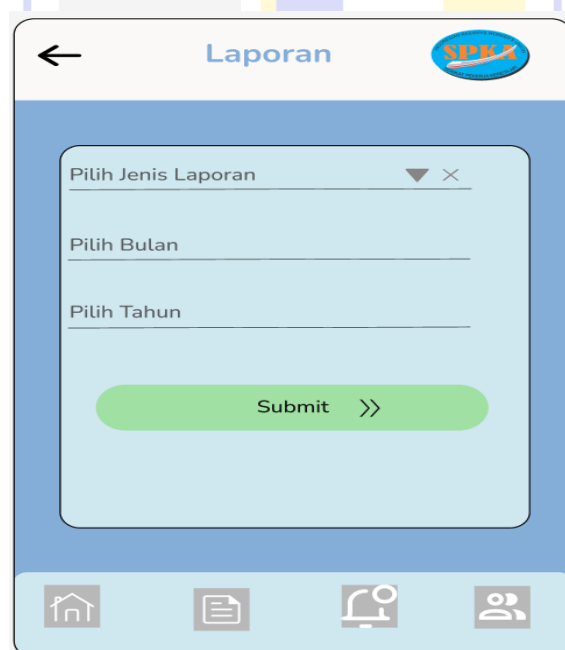 Laporan
SPKA
Pilih Jenis Laporan
Pilih Bulan
Pilih Tahun
Submit